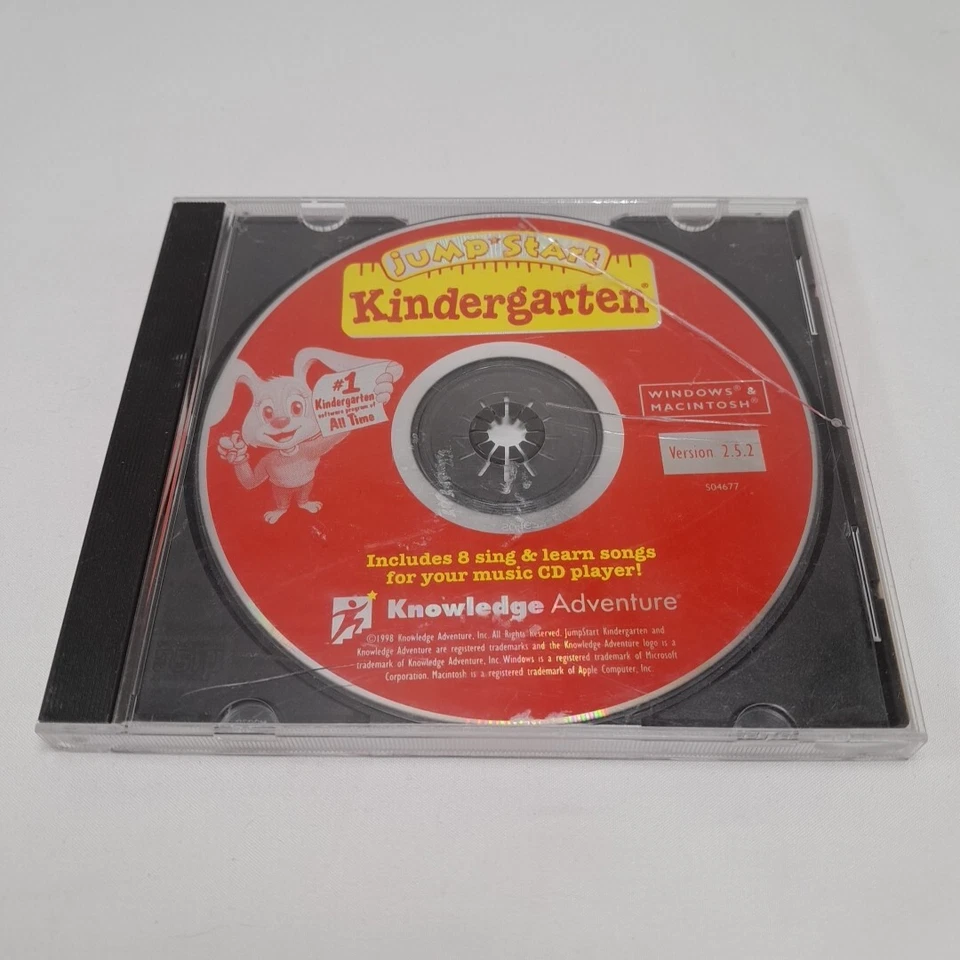 JUMP★START
Kindergarten®
#1
Kindergarten
software program of
All Time
WINDOWS® &
MACINTOSH®
Version 2.5.2
504677
Includes 8 sing & learn songs
for your music CD player!
Knowledge Adventure®
©1998 Knowledge Adventure, Inc. All Rights Reserved. JumpStart Kindergarten and
Knowledge Adventure are registered trademarks and the Knowledge Adventure logo is a
trademark of Knowledge Adventure, Inc. Windows is a registered trademark of Microsoft
Corporation. Macintosh is a registered trademark of Apple Computer, Inc.